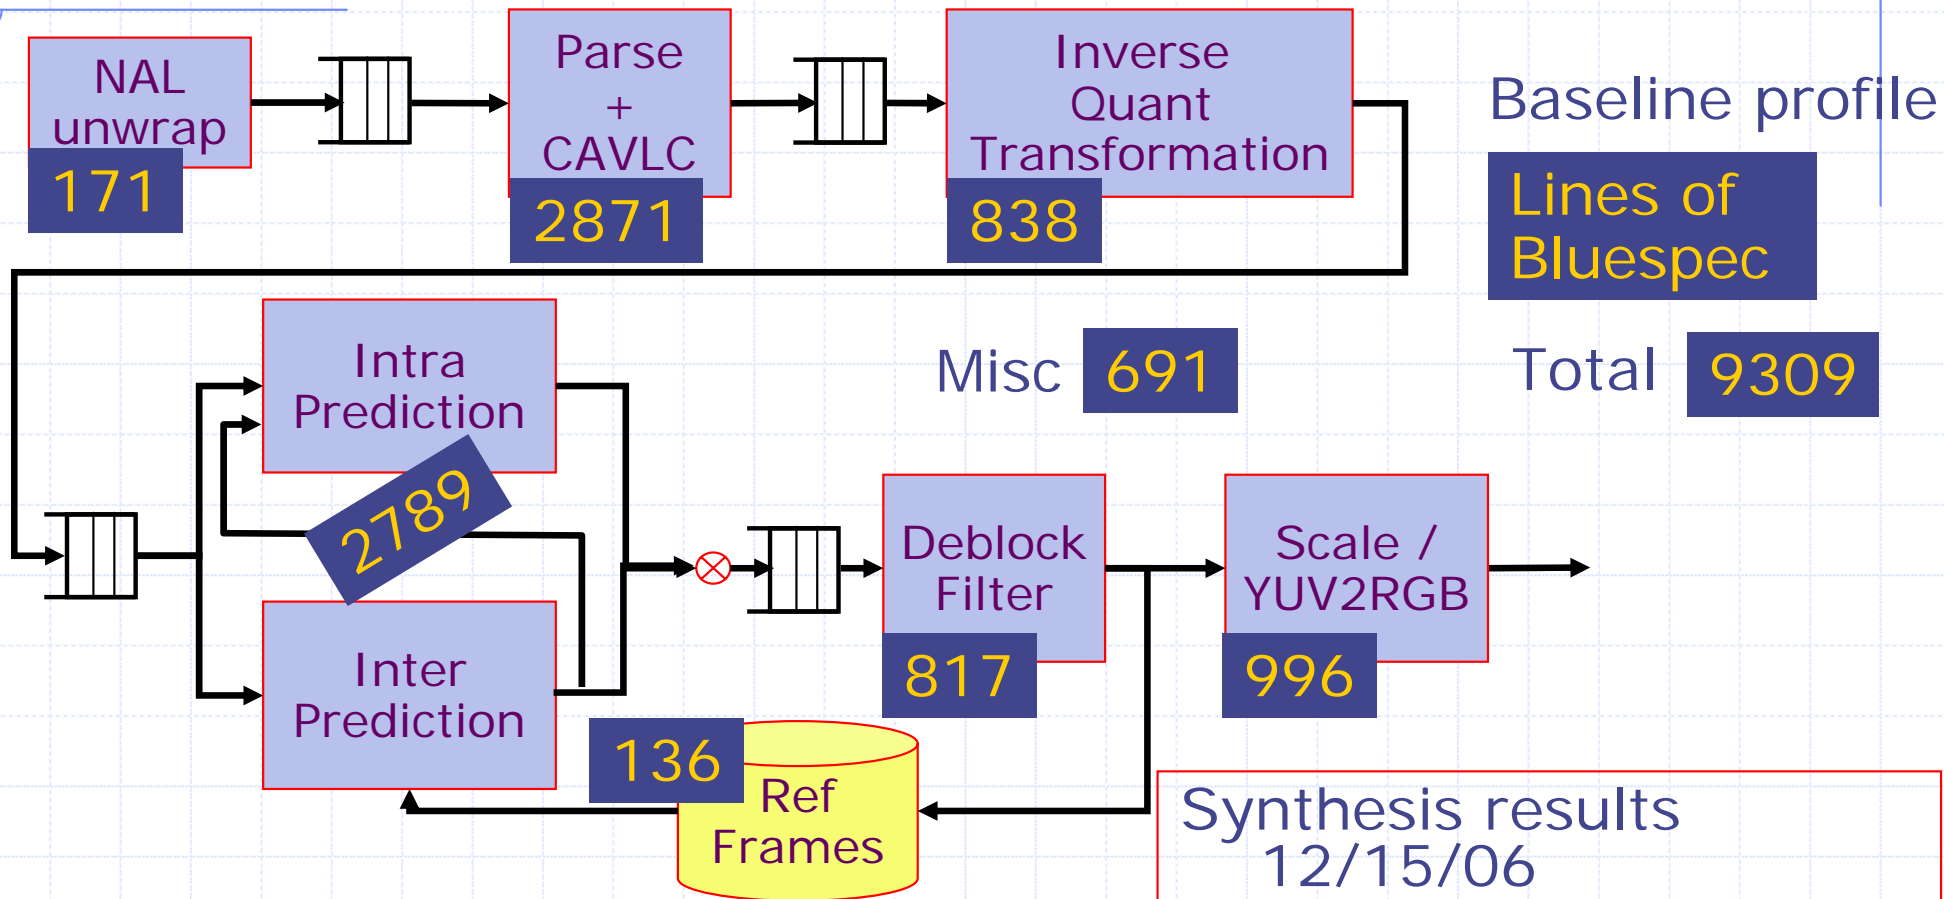 NAL
unwrap
171
Parse
+
CAVLC
2871
Inverse
Quant
Transformation
838
Baseline profile
Lines of
Bluespec
Intra
Prediction
Misc 691
Total 9309
2789
Inter
Prediction
Deblock
Filter
817
Scale /
YUV2RGB
996
136
Ref
Frames
Synthesis results
12/15/06